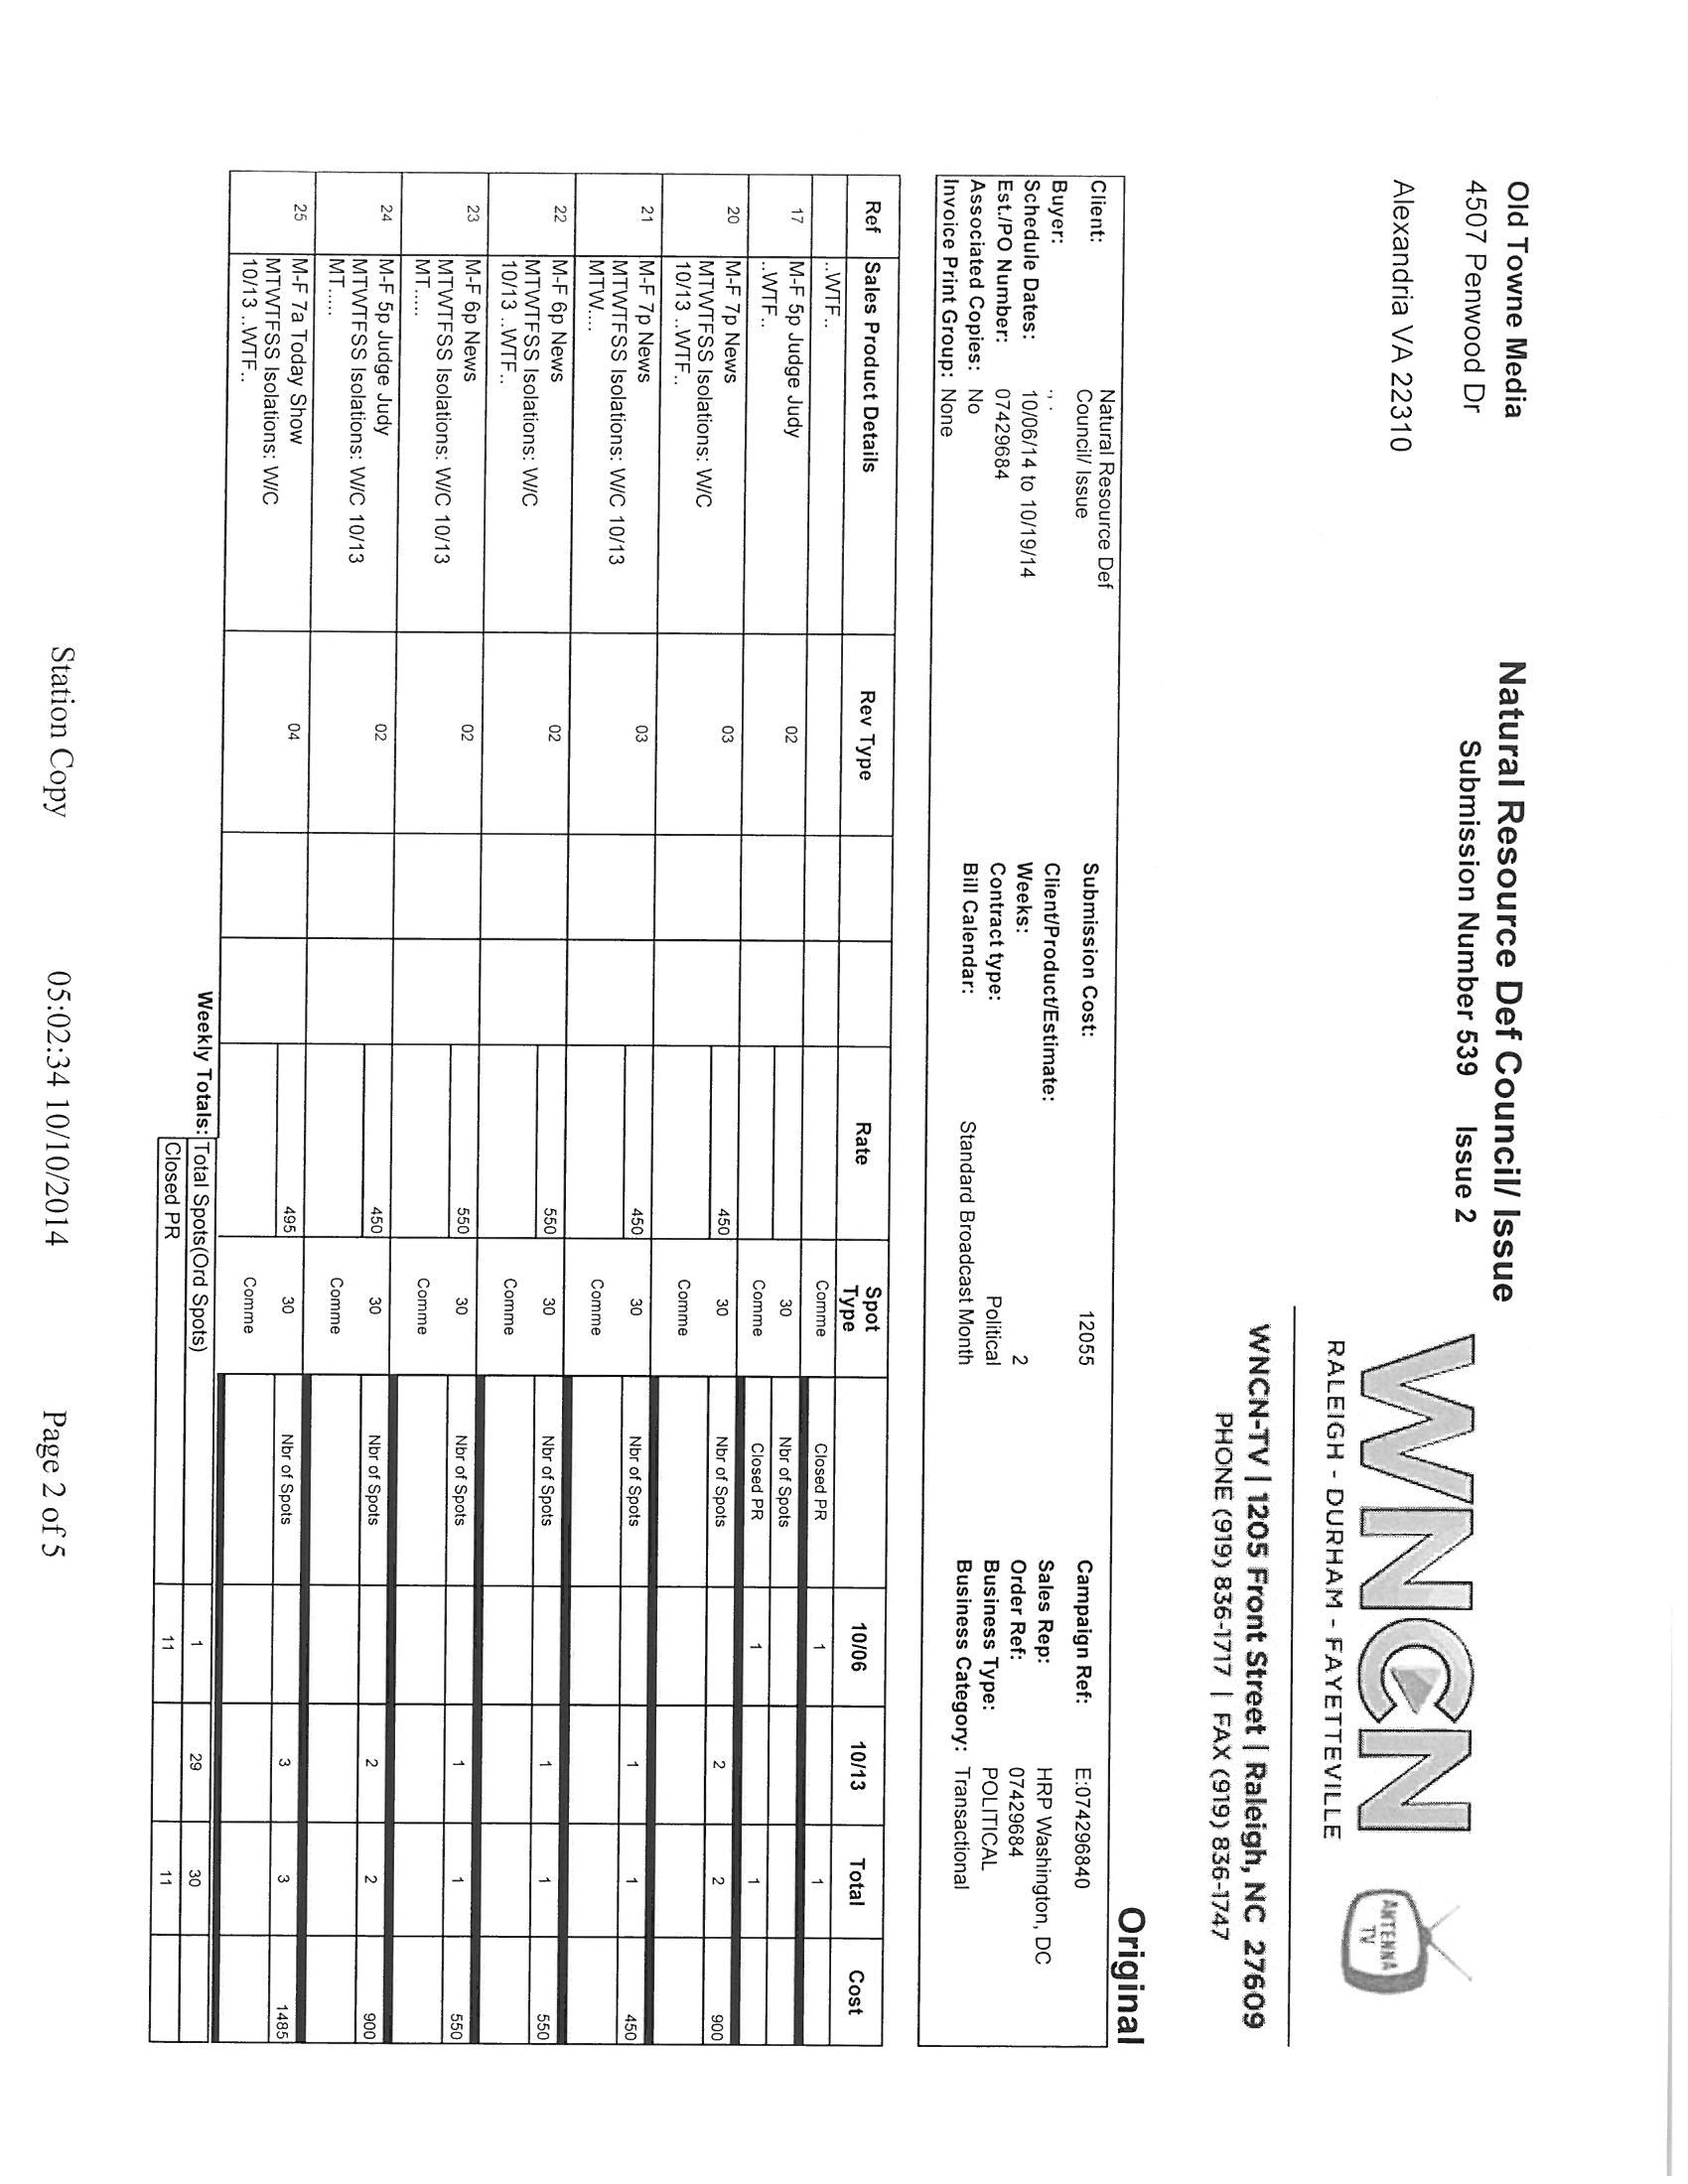 Old Towne Media
4507 Penwood Dr
Alexandria VA 22310
Natural Resource Def Council/ Issue
Submission Number 539 Issue 2
WNCN
RALEIGH - DURHAM - FAYETTEVILLE
ANTENNA
TV
WNCN-TV | 1205 Front Street | Raleigh, NC 27609
PHONE (919) 836-1717 | FAX (919) 836-1747
Original
Client: Natural Resource Def
Council/ Issue
Buyer: , .
Schedule Dates: 10/06/14 to 10/19/14
Est./PO Number: 07429684
Associated Copies: No
Invoice Print Group: None
Submission Cost: 12055
Client/Product/Estimate:
Weeks: 2
Contract type: Political
Bill Calendar: Standard Broadcast Month
Campaign Ref: E:07429684O
Sales Rep: HRP Washington, DC
Order Ref: 07429684
Business Type: POLITICAL
Business Category: Transactional
Ref Sales Product Details Rev Type Rate Spot Type 10/06 10/13 Total Cost
..WTF.. Comme Closed PR 1 1
17 M-F 5p Judge Judy 02 30 Nbr of Spots
..WTF.. Comme Closed PR 1 1
20 M-F 7p News 03 450 30 Nbr of Spots 2 2 900
MTWTFSS Isolations: W/C
10/13 ..WTF.. Comme
21 M-F 7p News 03 450 30 Nbr of Spots 1 1 450
MTWTFSS Isolations: W/C 10/13
MTW.... Comme
22 M-F 6p News 02 550 30 Nbr of Spots 1 1 550
MTWTFSS Isolations: W/C
10/13 ..WTF.. Comme
23 M-F 6p News 02 550 30 Nbr of Spots 1 1 550
MTWTFSS Isolations: W/C 10/13
MT..... Comme
24 M-F 5p Judge Judy 02 450 30 Nbr of Spots 2 2 900
MTWTFSS Isolations: W/C 10/13
MT..... Comme
25 M-F 7a Today Show 04 495 30 Nbr of Spots 3 3 1485
MTWTFSS Isolations: W/C
10/13 ..WTF.. Comme
Weekly Totals: Total Spots(Ord Spots) 1 29 30
Closed PR 11 11
Station Copy 05:02:34 10/10/2014 Page 2 of 5